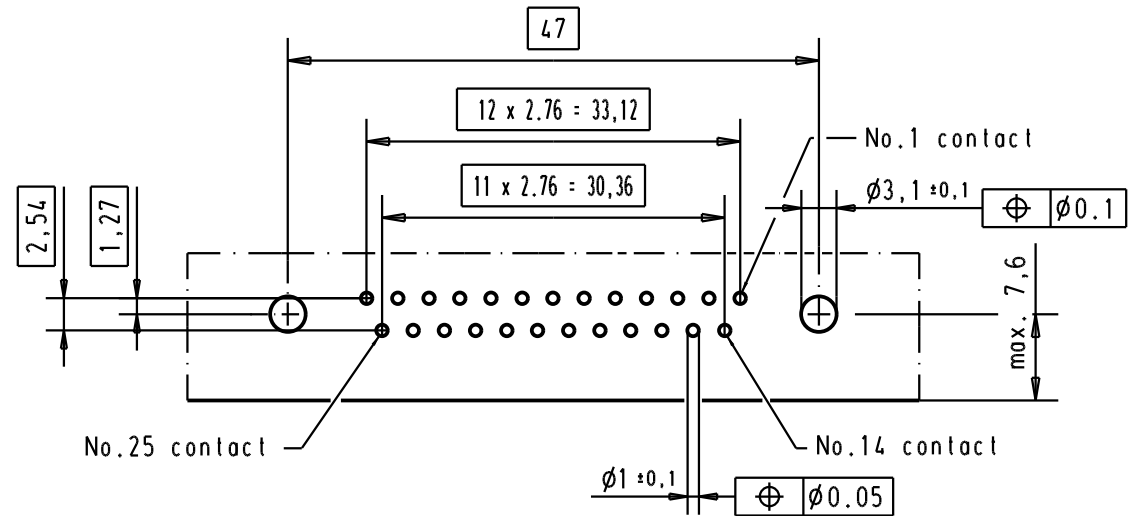 47
12 x 2.76 = 33,12
No.1 contact
11 x 2.76 = 30,36
Ø3,1 ±0,1
⌖ Ø0.1
2,54
1,27
max. 7,6
No.25 contact
No.14 contact
Ø1 ±0,1
⌖ Ø0.05